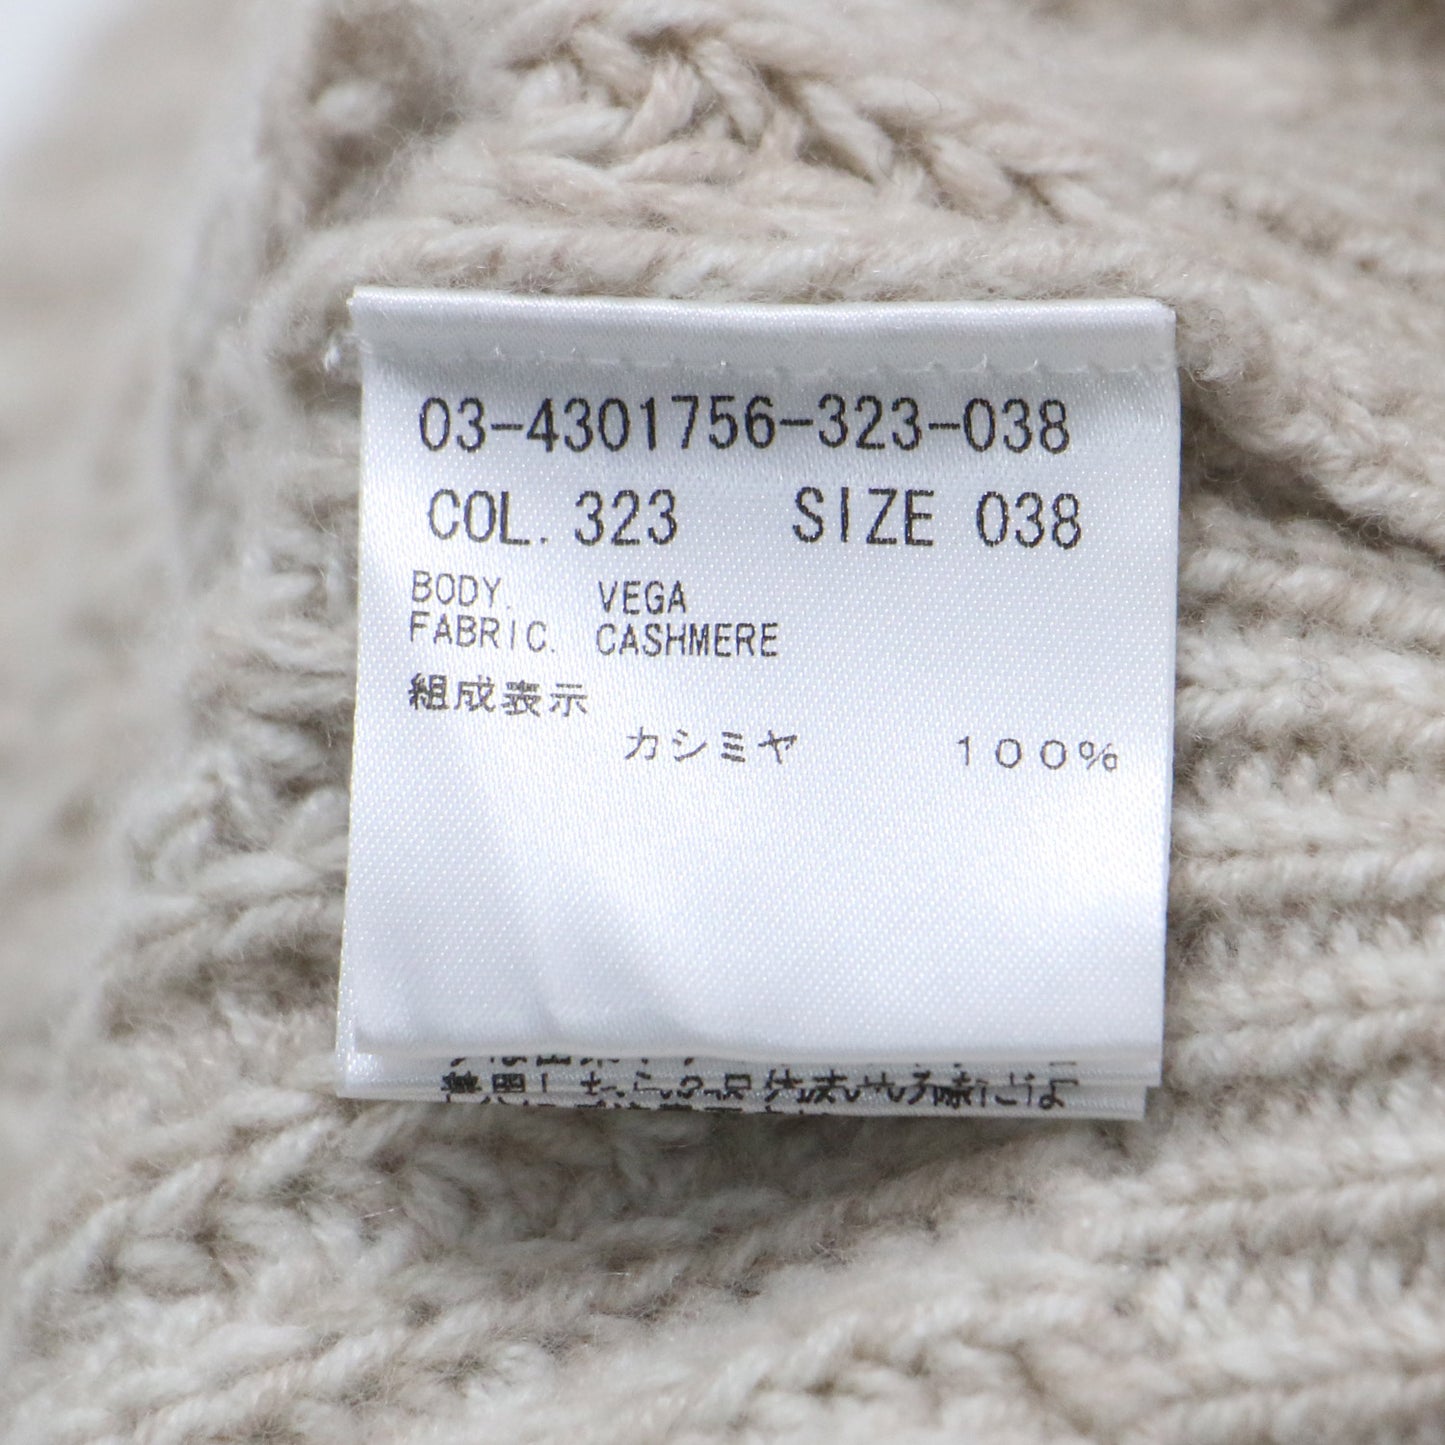 03-4301756-323-038
COL. 323 SIZE 038
BODY. VEGA
FABRIC. CASHMERE
組成表示
カシミヤ 100%